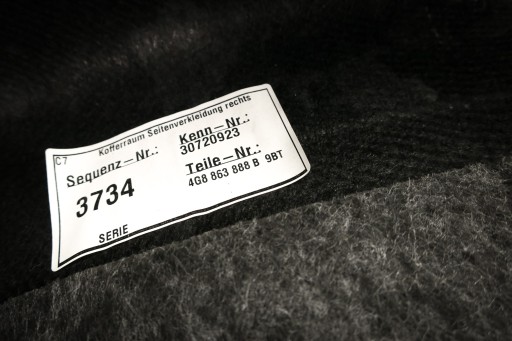 C7
Kofferraum Seitenverkleidung rechts
Sequenz-Nr.:
3734
SERIE
Kenn-Nr.:
30720923
Teile-Nr.:
4G8 863 888 B 9BT